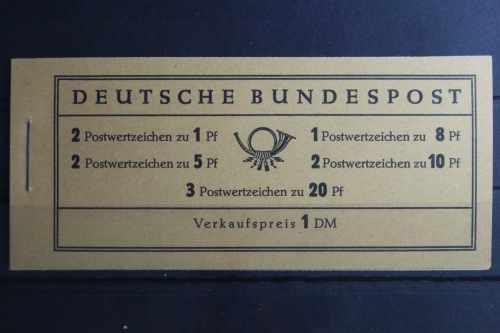 DEUTSCHE BUNDESPOST
2 Postwertzeichen zu 1 Pf 1 Postwertzeichen zu 8 Pf
2 Postwertzeichen zu 5 Pf 2 Postwertzeichen zu 10 Pf
3 Postwertzeichen zu 20 Pf
Verkaufspreis 1 DM